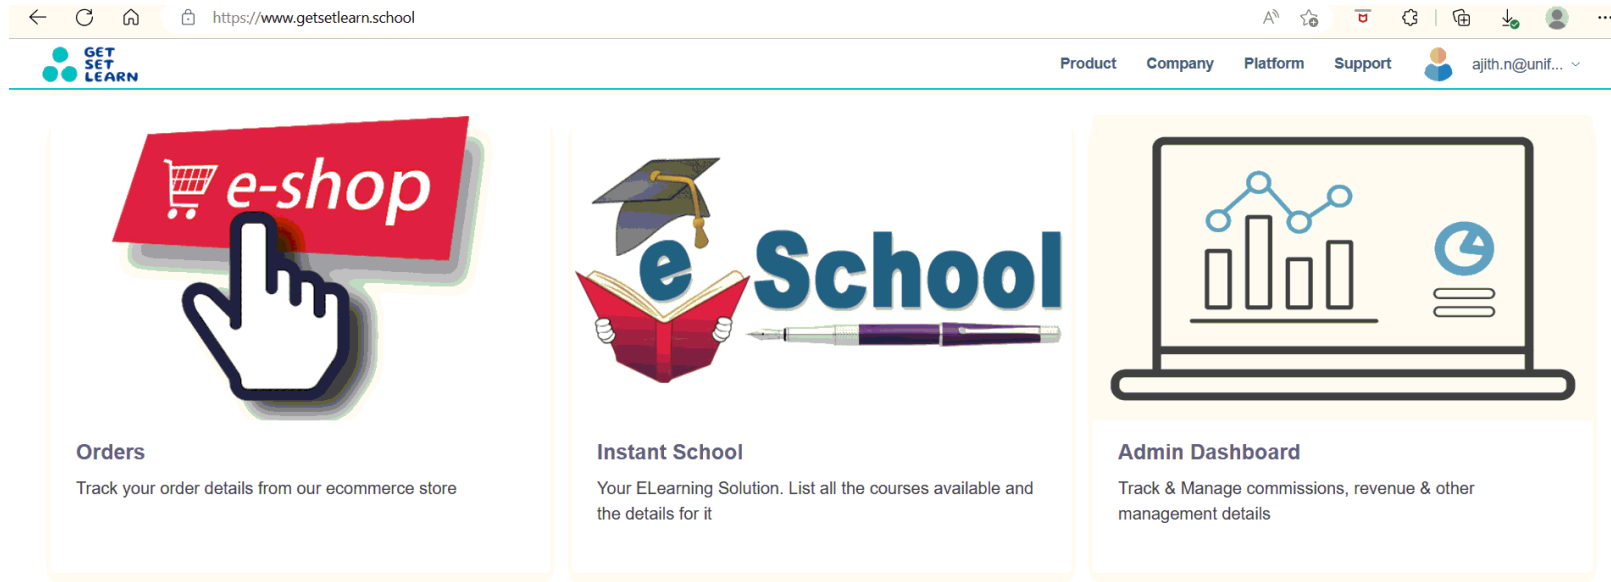 https://www.getsetlearn.school
GET
SET
LEARN
Product Company Platform Support ajith.n@unif...
e-shop
e School
Orders
Track your order details from our ecommerce store
Instant School
Your ELearning Solution. List all the courses available and
the details for it
Admin Dashboard
Track & Manage commissions, revenue & other
management details